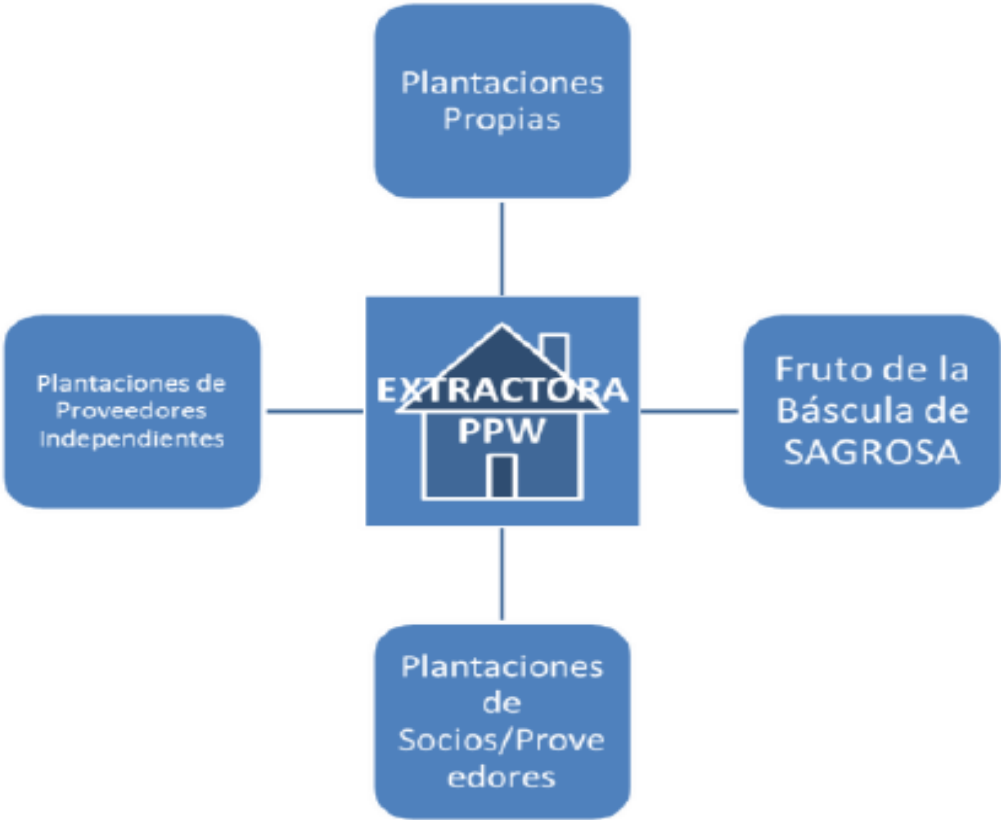 Plantaciones
Propias
Plantaciones de
Proveedores
Independientes
EXTRACTORA
PPW
Fruto de la
Báscula de
SAGROSA
Plantaciones
de
Socios/Prove
edores